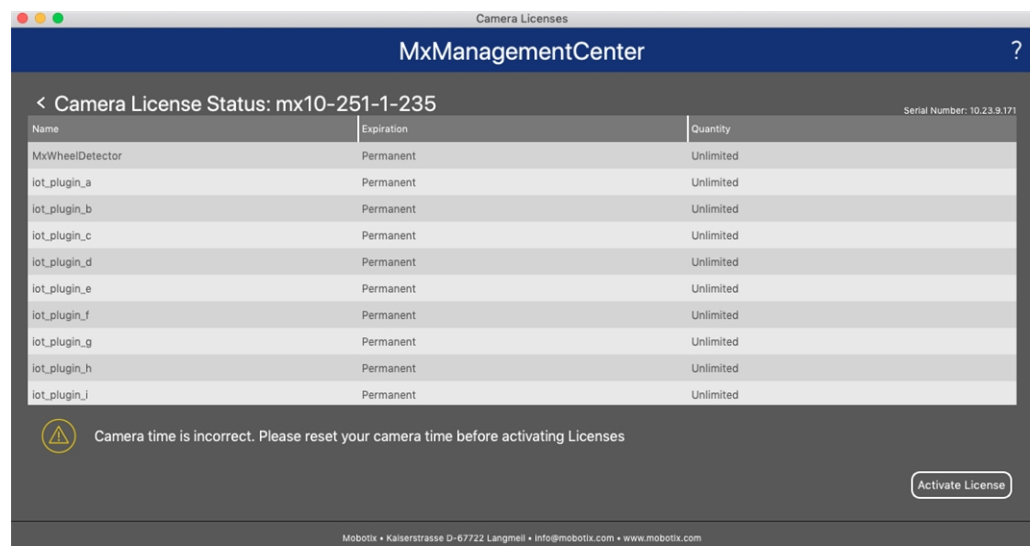 Camera Licenses
MxManagementCenter ?
< Camera License Status: mx10-251-1-235
Serial Number: 10.23.9.171
Name Expiration Quantity
MxWheelDetector Permanent Unlimited
iot_plugin_a Permanent Unlimited
iot_plugin_b Permanent Unlimited
iot_plugin_c Permanent Unlimited
iot_plugin_d Permanent Unlimited
iot_plugin_e Permanent Unlimited
iot_plugin_f Permanent Unlimited
iot_plugin_g Permanent Unlimited
iot_plugin_h Permanent Unlimited
iot_plugin_i Permanent Unlimited
Camera time is incorrect. Please reset your camera time before activating Licenses
Activate License
Mobotix • Kaiserstrasse D-67722 Langmeil • info@mobotix.com • www.mobotix.com